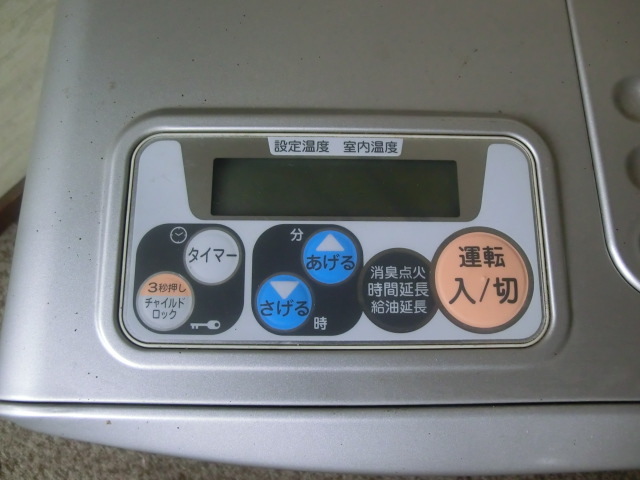 設定温度 室内温度
タイマー
3秒押し
チャイルド
ロック
分
あげる
さげる
時
消臭点火
時間延長
給油延長
運転
入/切